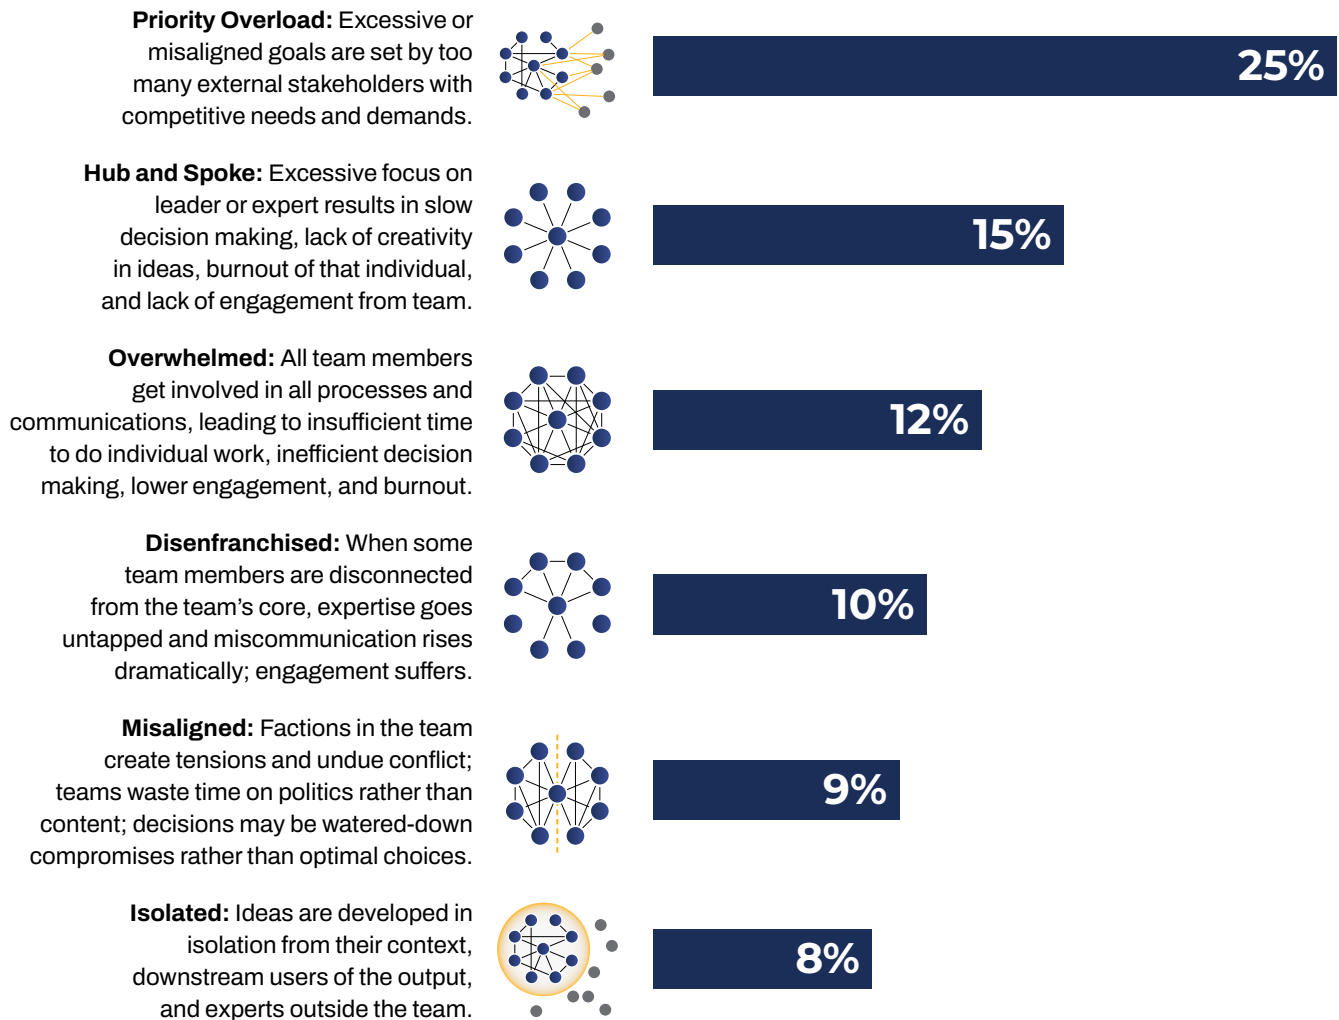 Priority Overload: Excessive or
misaligned goals are set by too
many external stakeholders with
competitive needs and demands.
25%
Hub and Spoke: Excessive focus on
leader or expert results in slow
decision making, lack of creativity
in ideas, burnout of that individual,
and lack of engagement from team.
15%
Overwhelmed: All team members
get involved in all processes and
communications, leading to insufficient time
to do individual work, inefficient decision
making, lower engagement, and burnout.
12%
Disenfranchised: When some
team members are disconnected
from the team’s core, expertise goes
untapped and miscommunication rises
dramatically; engagement suffers.
10%
Misaligned: Factions in the team
create tensions and undue conflict;
teams waste time on politics rather than
content; decisions may be watered-down
compromises rather than optimal choices.
9%
Isolated: Ideas are developed in
isolation from their context,
downstream users of the output,
and experts outside the team.
8%